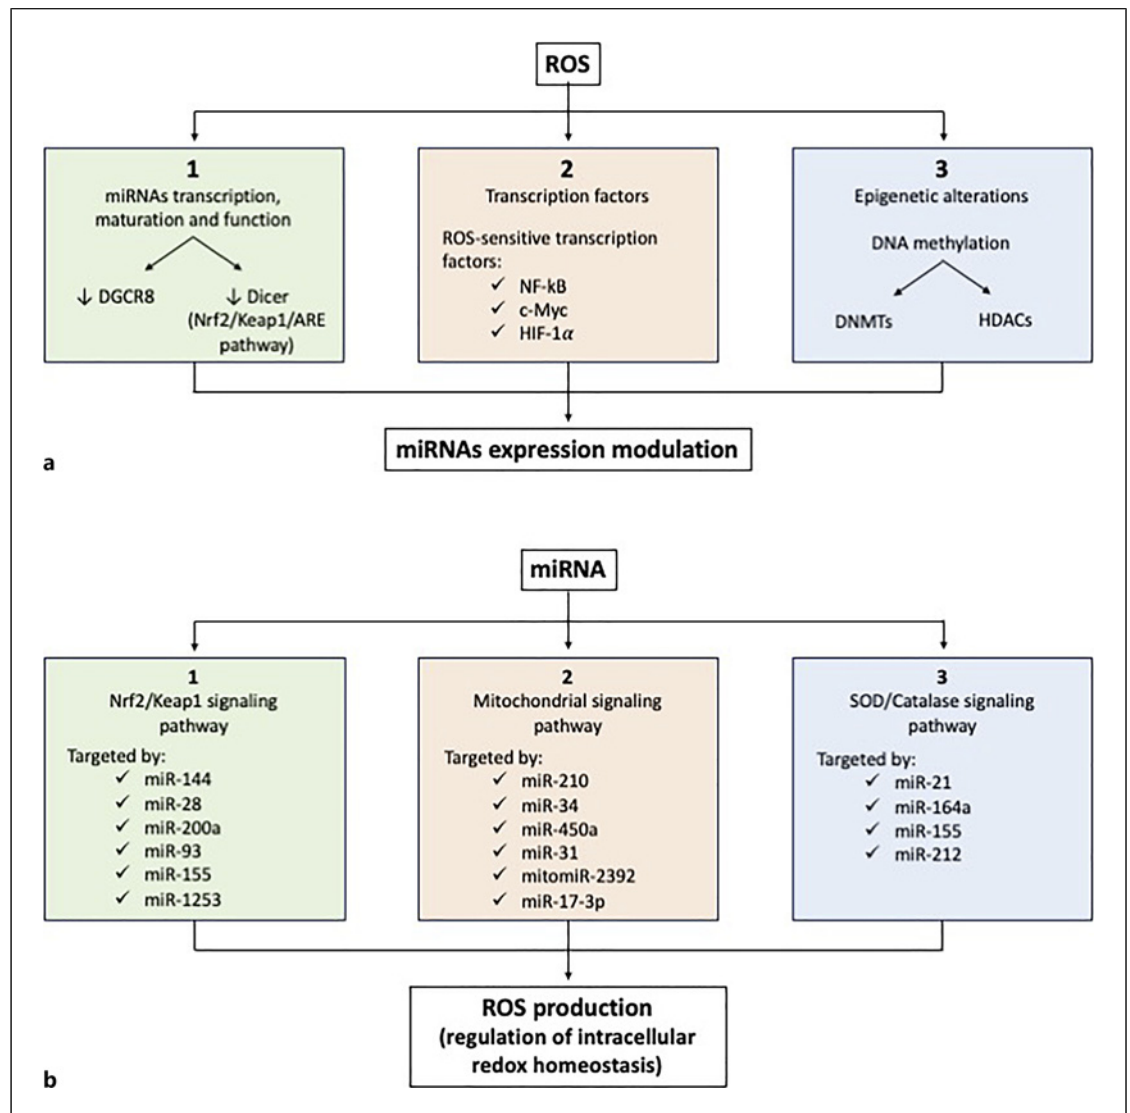 ROS
1
miRNAs transcription,
maturation and function
↓ DGCR8
↓ Dicer
(Nrf2/Keap1/ARE
pathway)
2
Transcription factors
ROS-sensitive transcription
factors:
✓ NF-kB
✓ c-Myc
✓ HIF-1α
3
Epigenetic alterations
DNA methylation
DNMTs
HDACs
miRNAs expression modulation
a
miRNA
1
Nrf2/Keap1 signaling
pathway
Targeted by:
✓ miR-144
✓ miR-28
✓ miR-200a
✓ miR-93
✓ miR-155
✓ miR-1253
2
Mitochondrial signaling
pathway
Targeted by:
✓ miR-210
✓ miR-34
✓ miR-450a
✓ miR-31
✓ mitomiR-2392
✓ miR-17-3p
3
SOD/Catalase signaling
pathway
Targeted by:
✓ miR-21
✓ miR-164a
✓ miR-155
✓ miR-212
ROS production
(regulation of intracellular
redox homeostasis)
b